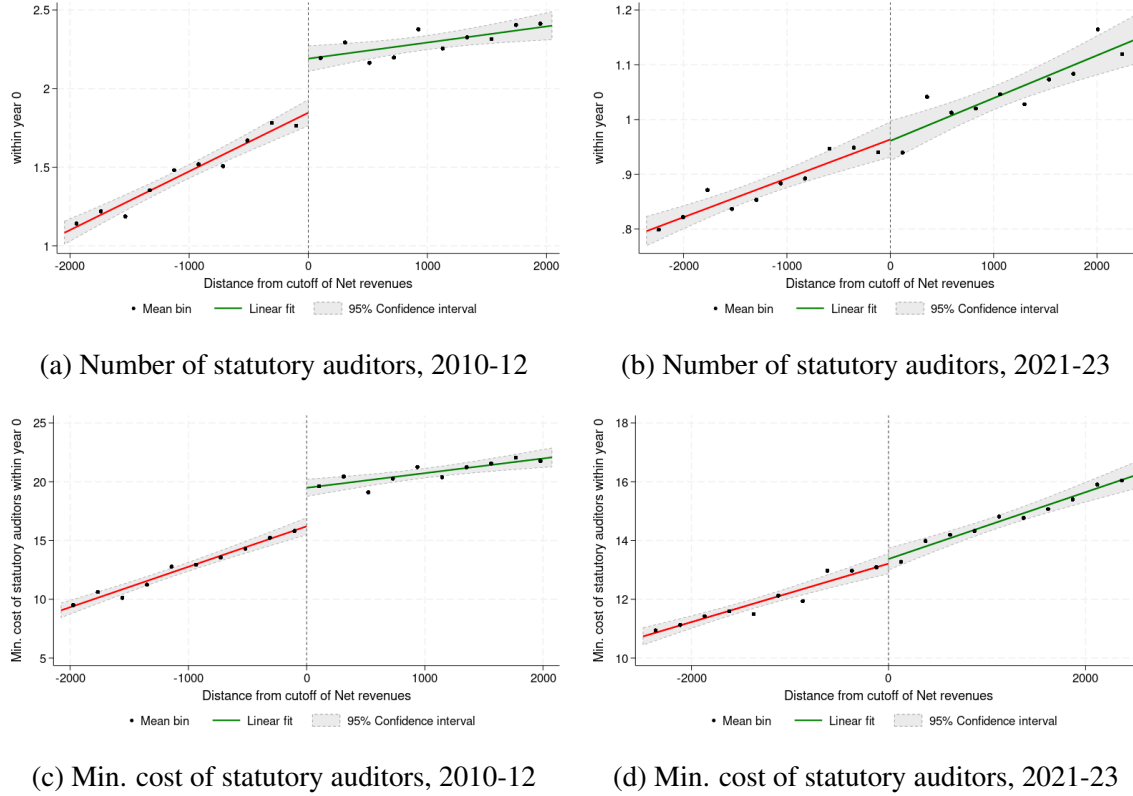 within year 0
2.5
2
1.5
1
-2000 -1000 0 1000 2000
Distance from cutoff of Net revenues
Mean bin Linear fit 95% Confidence interval
(a) Number of statutory auditors, 2010-12
within year 0
1.2
1.1
1
.9
.8
-2000 -1000 0 1000 2000
Distance from cutoff of Net revenues
Mean bin Linear fit 95% Confidence interval
(b) Number of statutory auditors, 2021-23
Min. cost of statutory auditors within year 0
25
20
15
10
5
-2000 -1000 0 1000 2000
Distance from cutoff of Net revenues
Mean bin Linear fit 95% Confidence interval
(c) Min. cost of statutory auditors, 2010-12
Min. cost of statutory auditors within year 0
18
16
14
12
10
-2000 0 2000
Distance from cutoff of Net revenues
Mean bin Linear fit 95% Confidence interval
(d) Min. cost of statutory auditors, 2021-23